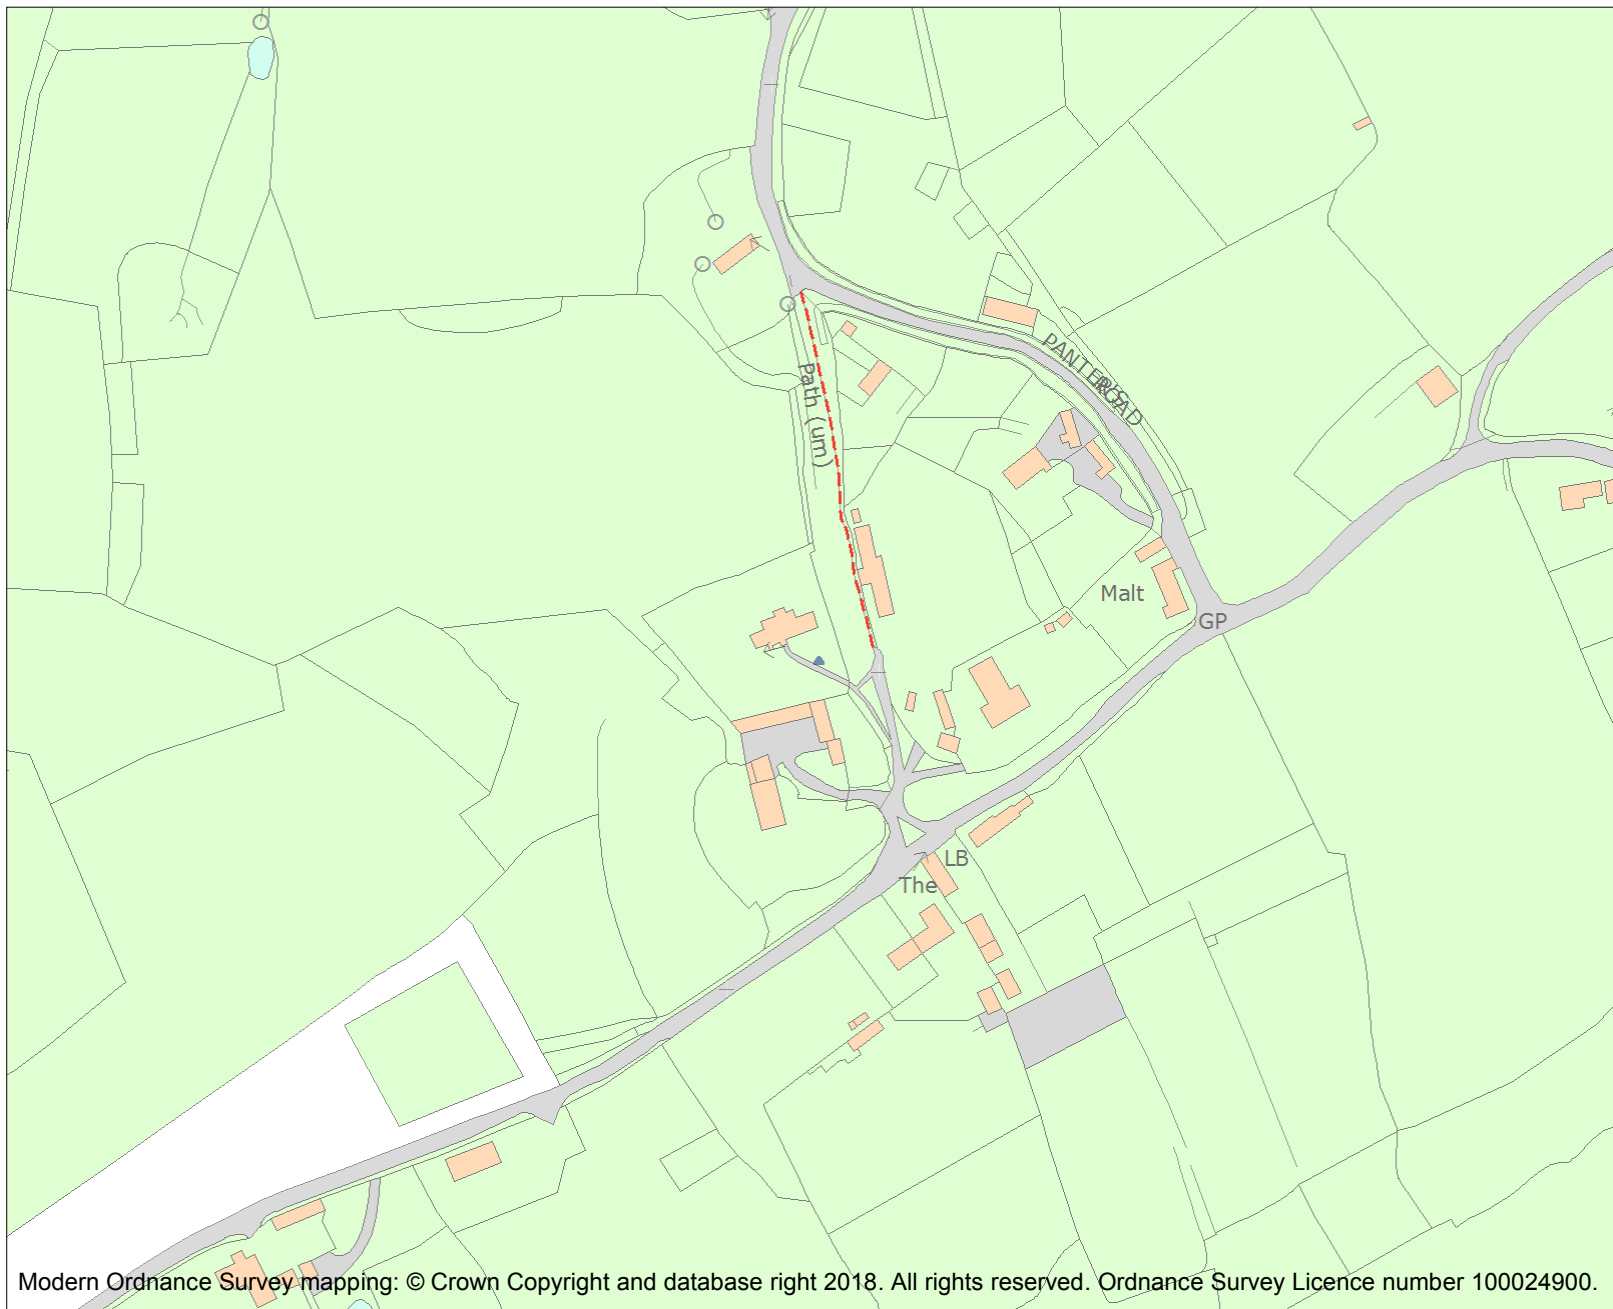 PANTER'S
ROAD
Path (um)
Malt
GP
LB
The
Modern Ordnance Survey mapping: © Crown Copyright and database right 2018. All rights reserved. Ordnance Survey Licence number 100024900.